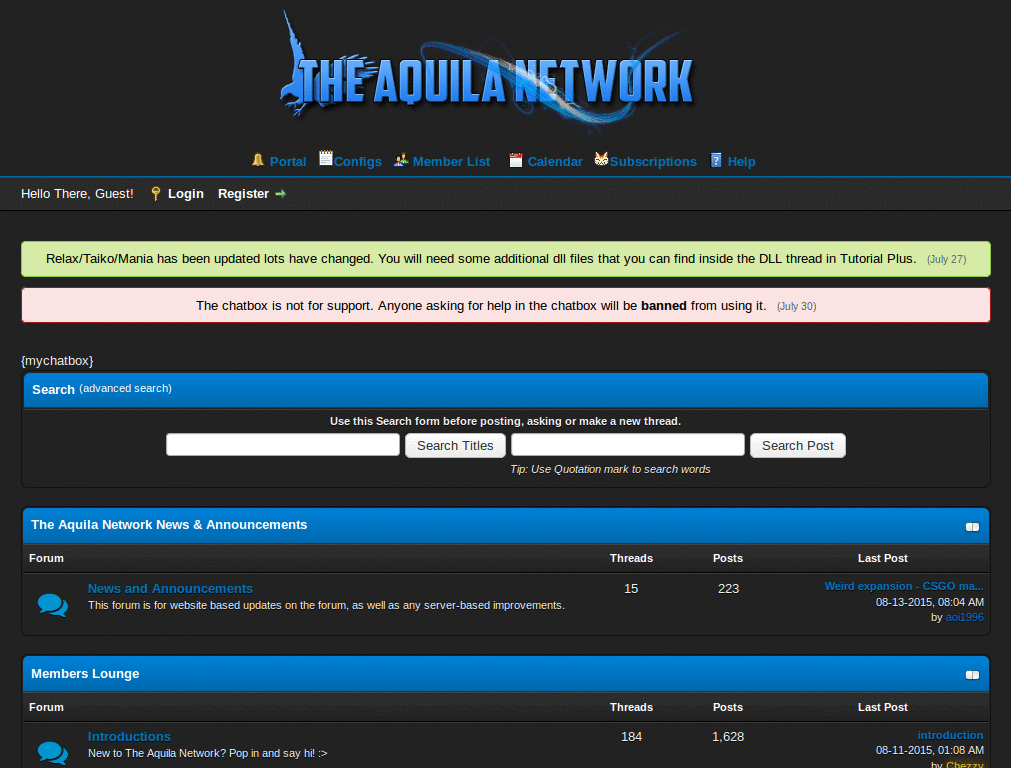 THE AQUILA NETWORK
Portal Configs Member List Calendar Subscriptions Help
Hello There, Guest! Login Register
Relax/Taiko/Mania has been updated lots have changed. You will need some additional dll files that you can find inside the DLL thread in Tutorial Plus. (July 27)
The chatbox is not for support. Anyone asking for help in the chatbox will be banned from using it. (July 30)
{mychatbox}
Search (advanced search)
Use this Search form before posting, asking or make a new thread.
Search Titles Search Post
Tip: Use Quotation mark to search words
The Aquila Network News & Announcements
Forum Threads Posts Last Post
News and Announcements 15 223 Weird expansion - CSGO ma...
This forum is for website based updates on the forum, as well as any server-based improvements. 08-13-2015, 08:04 AM
by aoi1996
Members Lounge
Forum Threads Posts Last Post
Introductions 184 1,628 introduction
New to The Aquila Network? Pop in and say hi! :> 08-11-2015, 01:08 AM
by Chezzy